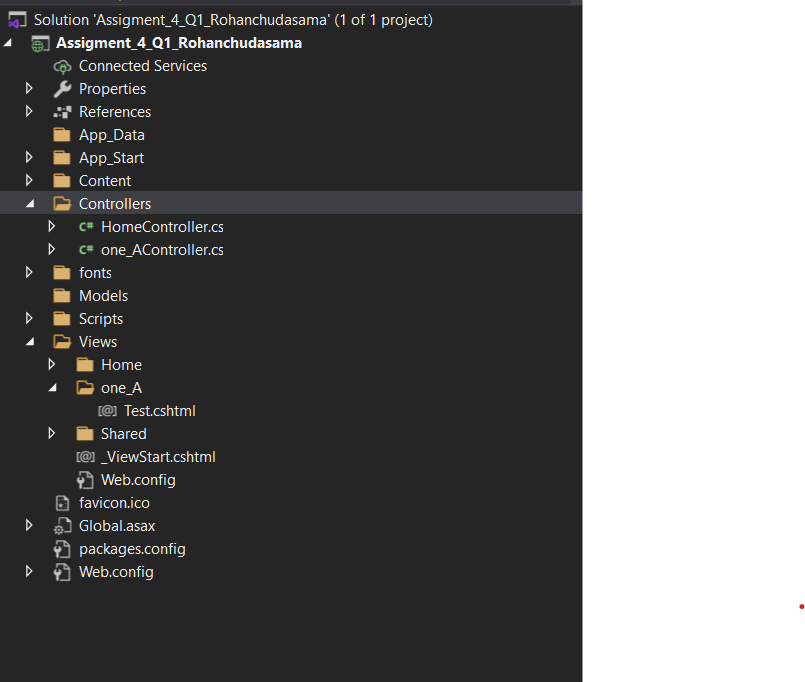 Solution 'Assigment_4_Q1_Rohanchudasama' (1 of 1 project)
Assigment_4_Q1_Rohanchudasama
Connected Services
Properties
References
App_Data
App_Start
Content
Controllers
C# HomeController.cs
C# one_AController.cs
fonts
Models
Scripts
Views
Home
one_A
[@] Test.cshtml
Shared
[@] _ViewStart.cshtml
Web.config
favicon.ico
Global.asax
packages.config
Web.config